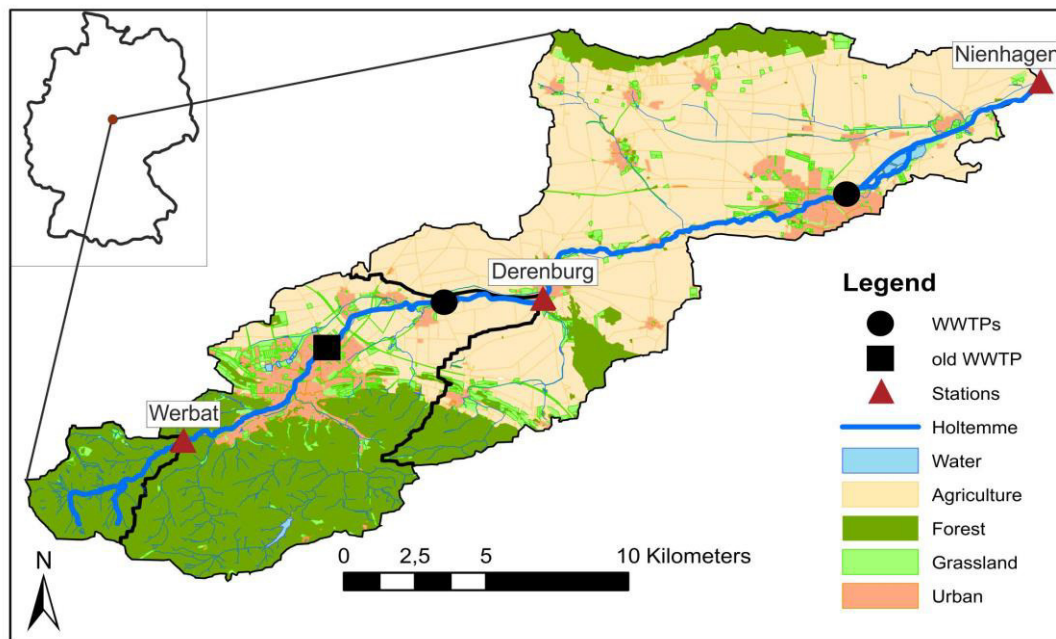 Nienhagen
Derenburg
Werbat
Legend
WWTPs
old WWTP
Stations
Holtemme
Water
Agriculture
Forest
Grassland
Urban
N
0 2,5 5 10 Kilometers